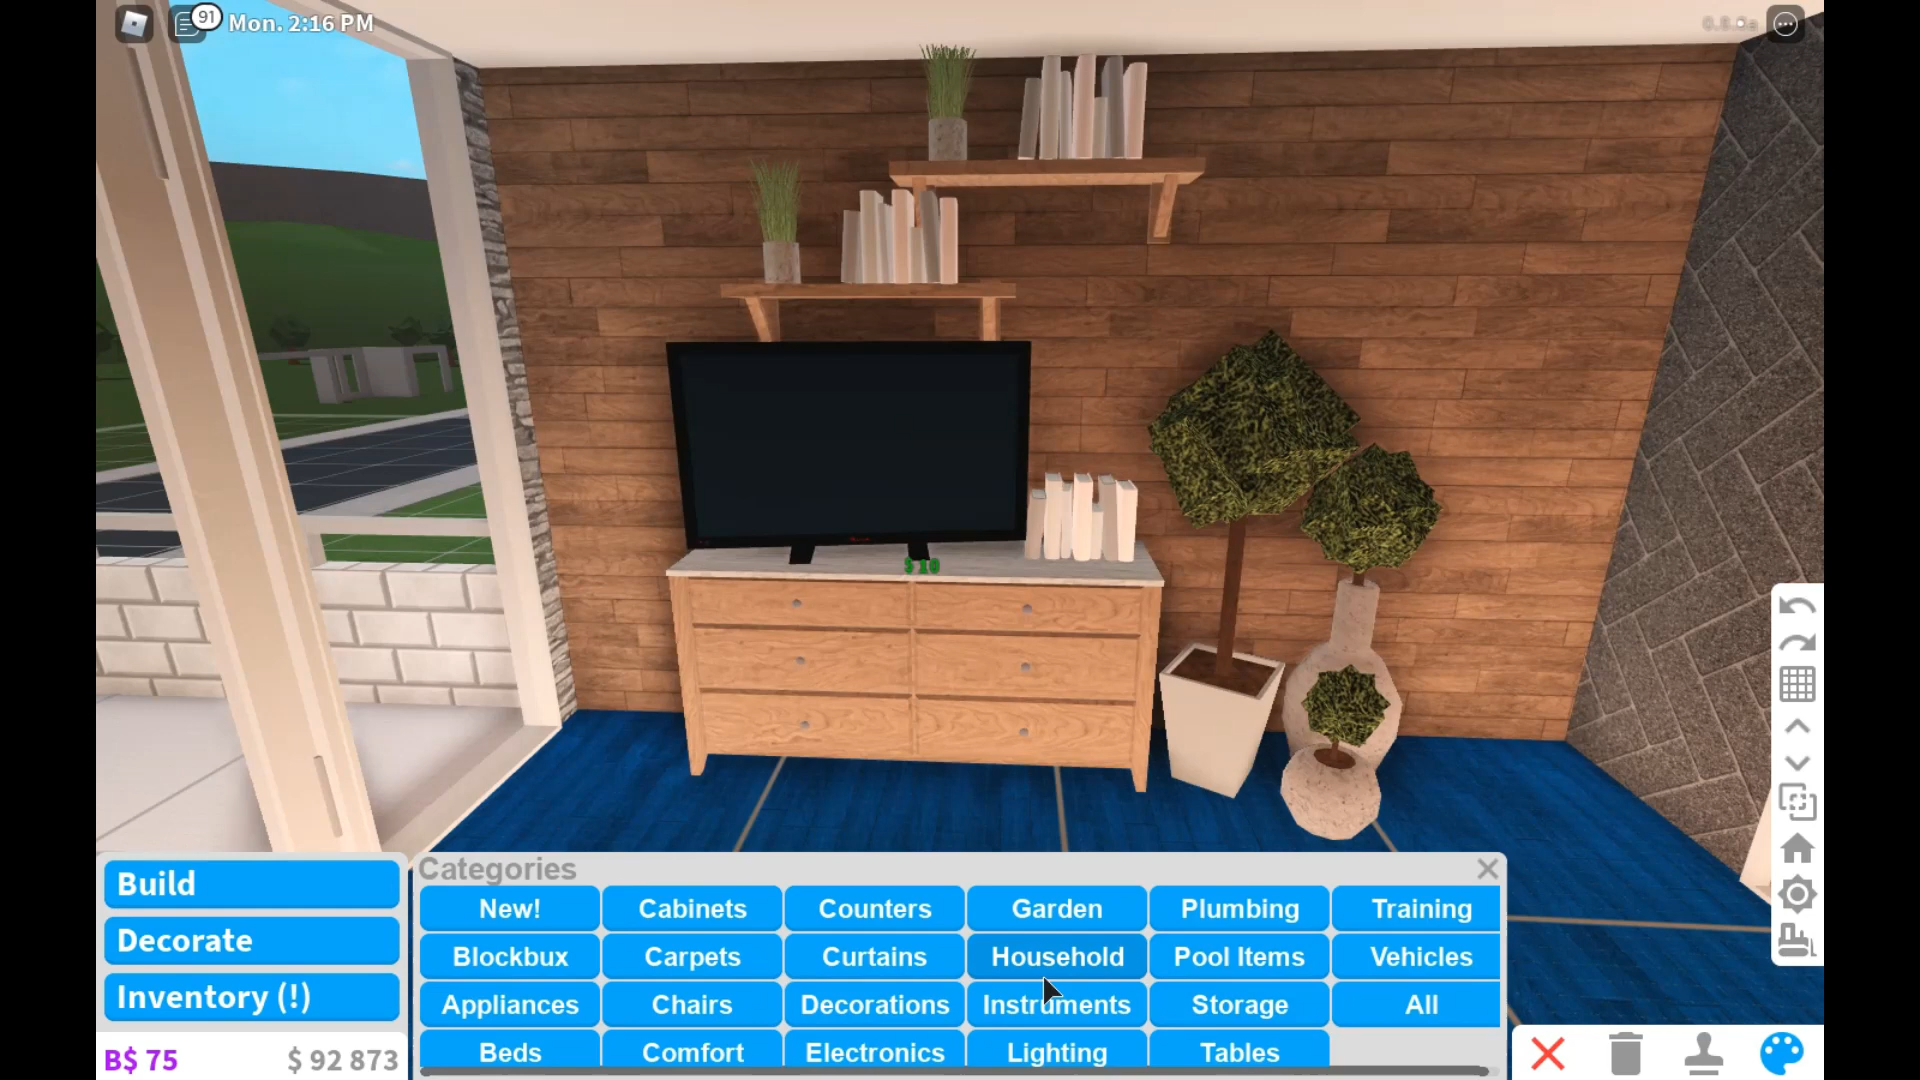 91
Mon. 2:16 PM
$ 10
Build
Decorate
Inventory (!)
B$ 75
$ 92 873
Categories
New!
Cabinets
Counters
Garden
Plumbing
Training
Blockbux
Carpets
Curtains
Household
Pool Items
Vehicles
Appliances
Chairs
Decorations
Instruments
Storage
All
Beds
Comfort
Electronics
Lighting
Tables